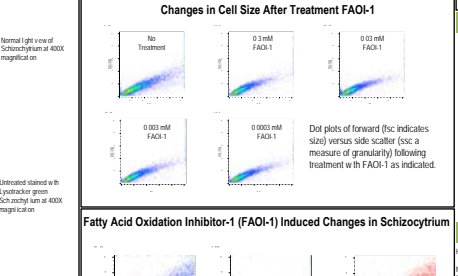 Changes in Cell Size After Treatment FAOI-1
Normal l ght v ew of
Schizochytrium at 400X
magnificat on
No
Treatment
0 3 mM
FAOI-1
0 03 mM
FAOI-1
0 003 mM
FAOI-1
0 0003 mM
FAOI-1
Dot plots of forward (fsc indicates
size) versus side scatter (ssc a
measure of granularity) following
treatment w th FAOI-1 as indicated.
Untreated stained w th
Lysotracker green
Sch zochyt ium at 400X
magnificat on
Fatty Acid Oxidation Inhibitor-1 (FAOI-1) Induced Changes in Schizocytrium